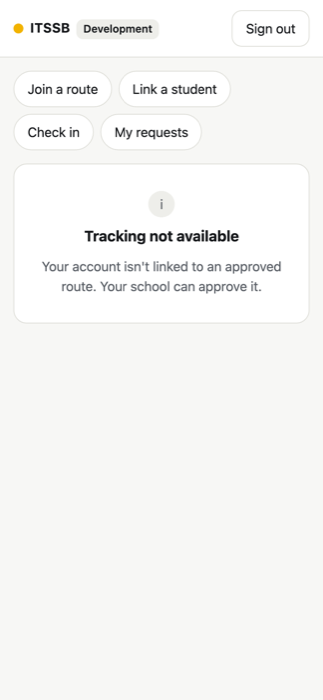 ITSSB Development Sign out
Join a route Link a student
Check in My requests
i
Tracking not available
Your account isn't linked to an approved
route. Your school can approve it.